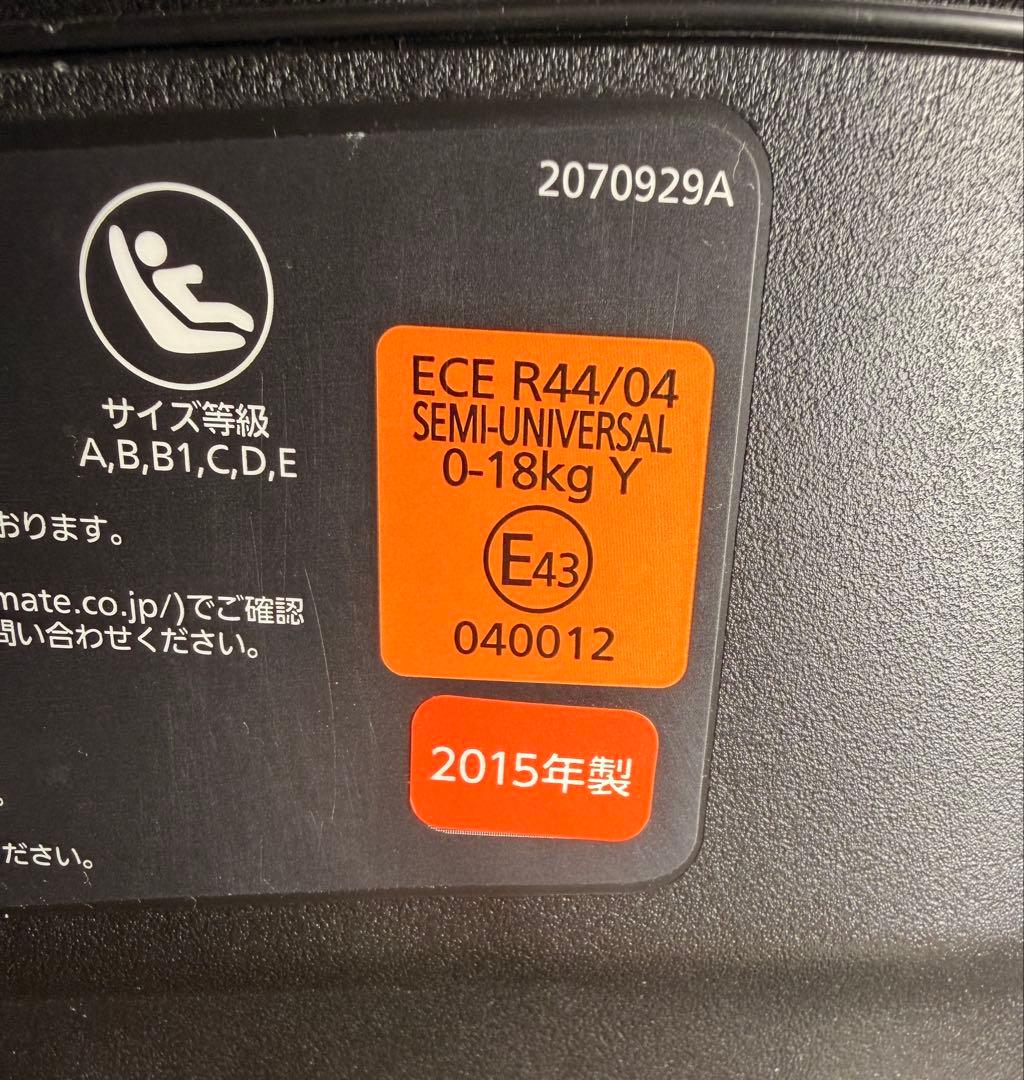 2070929A
サイズ等級
A,B,B1,C,D,E
おります。
mate.co.jp/)でご確認
問い合わせください。
ださい。
ECE R44/04
SEMI-UNIVERSAL
0-18kg Y
E43
040012
2015年製